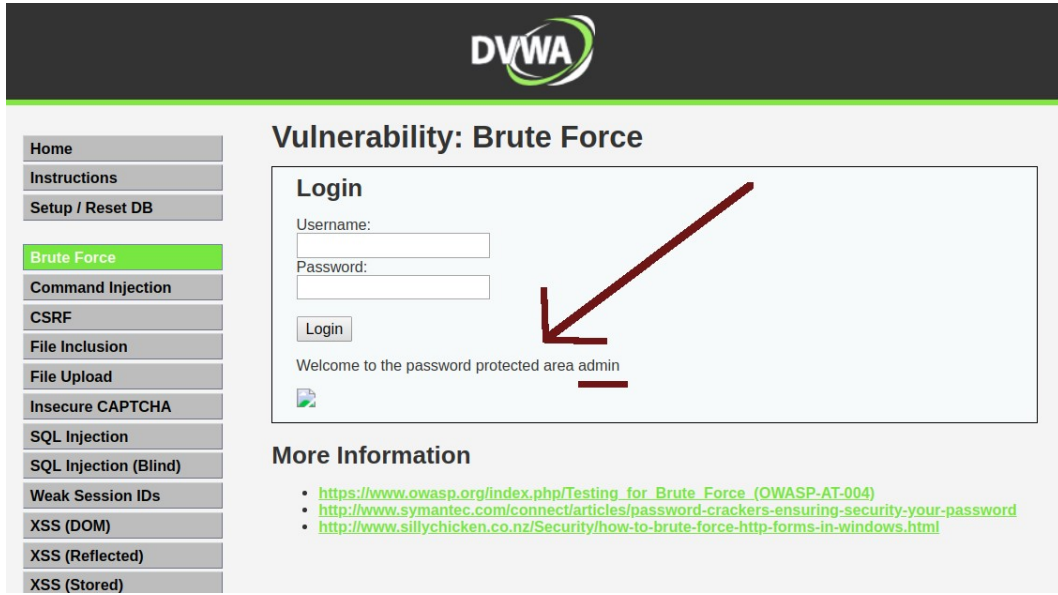 DVWA
Vulnerability: Brute Force
Home
Instructions
Setup / Reset DB
Brute Force
Command Injection
CSRF
File Inclusion
File Upload
Insecure CAPTCHA
SQL Injection
SQL Injection (Blind)
Weak Session IDs
XSS (DOM)
XSS (Reflected)
XSS (Stored)
Login
Username:
Password:
Login
Welcome to the password protected area admin
More Information
https://www.owasp.org/index.php/Testing_for_Brute_Force_(OWASP-AT-004)
http://www.symantec.com/connect/articles/password-crackers-ensuring-security-your-password
http://www.sillychicken.co.nz/Security/how-to-brute-force-http-forms-in-windows.html